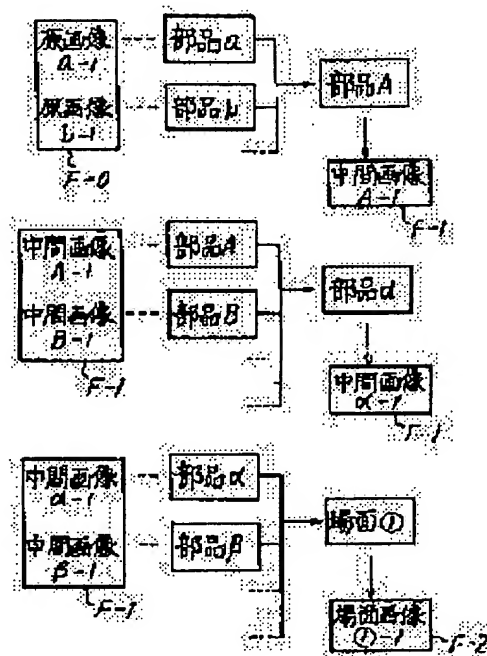 原画像
a-1
部品a
原画像
b-1
部品b
部品A
F-0
中間画像
A-1
F-1
中間画像
A-1
部品A
中間画像
B-1
部品B
部品α
F-1
中間画像
α-1
F-1
中間画像
α-1
部品α
中間画像
β-1
部品β
場面①
F-1
場面画像
①-1
F-2